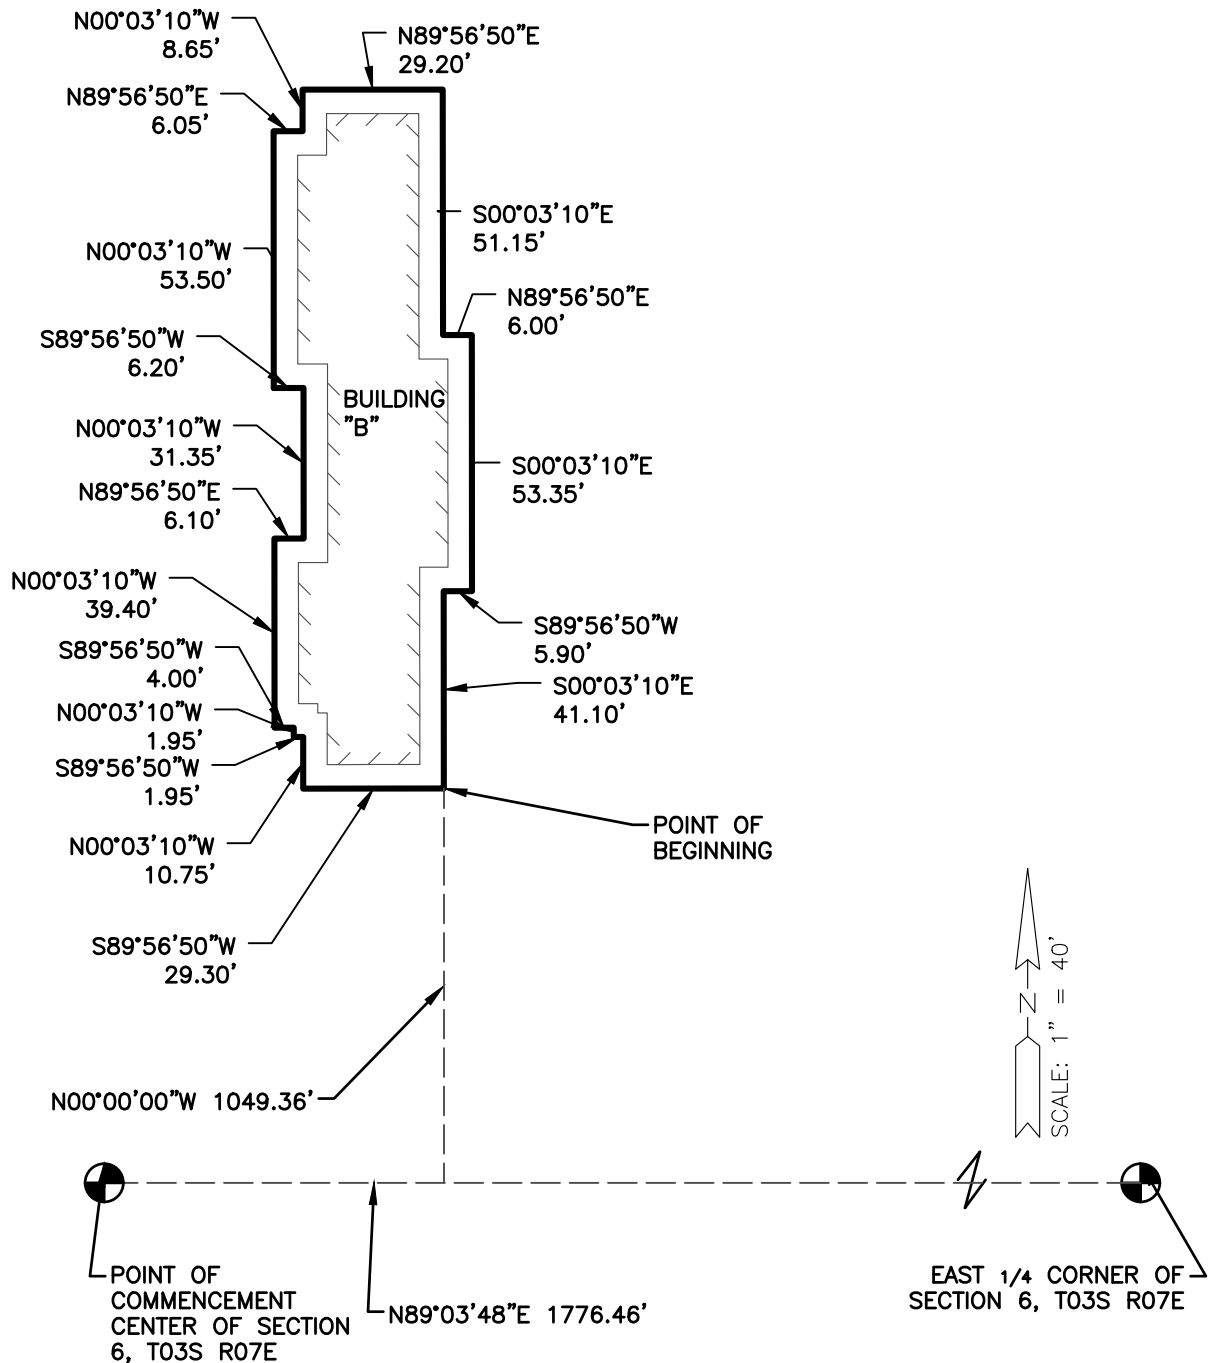 N00°03'10"W
8.65'
N89°56'50"E
29.20'
N89°56'50"E
6.05'
S00°03'10"E
51.15'
N00°03'10"W
53.50'
N89°56'50"E
6.00'
S89°56'50"W
6.20'
BUILDING
"B"
N00°03'10"W
31.35'
S00°03'10"E
53.35'
N89°56'50"E
6.10'
N00°03'10"W
39.40'
S89°56'50"W
5.90'
S89°56'50"W
4.00'
S00°03'10"E
41.10'
N00°03'10"W
1.95'
S89°56'50"W
1.95'
POINT OF
BEGINNING
N00°03'10"W
10.75'
S89°56'50"W
29.30'
N
SCALE: 1" = 40'
N00°00'00"W 1049.36'
POINT OF
COMMENCEMENT
CENTER OF SECTION
6, T03S R07E
N89°03'48"E 1776.46'
EAST 1/4 CORNER OF
SECTION 6, T03S R07E